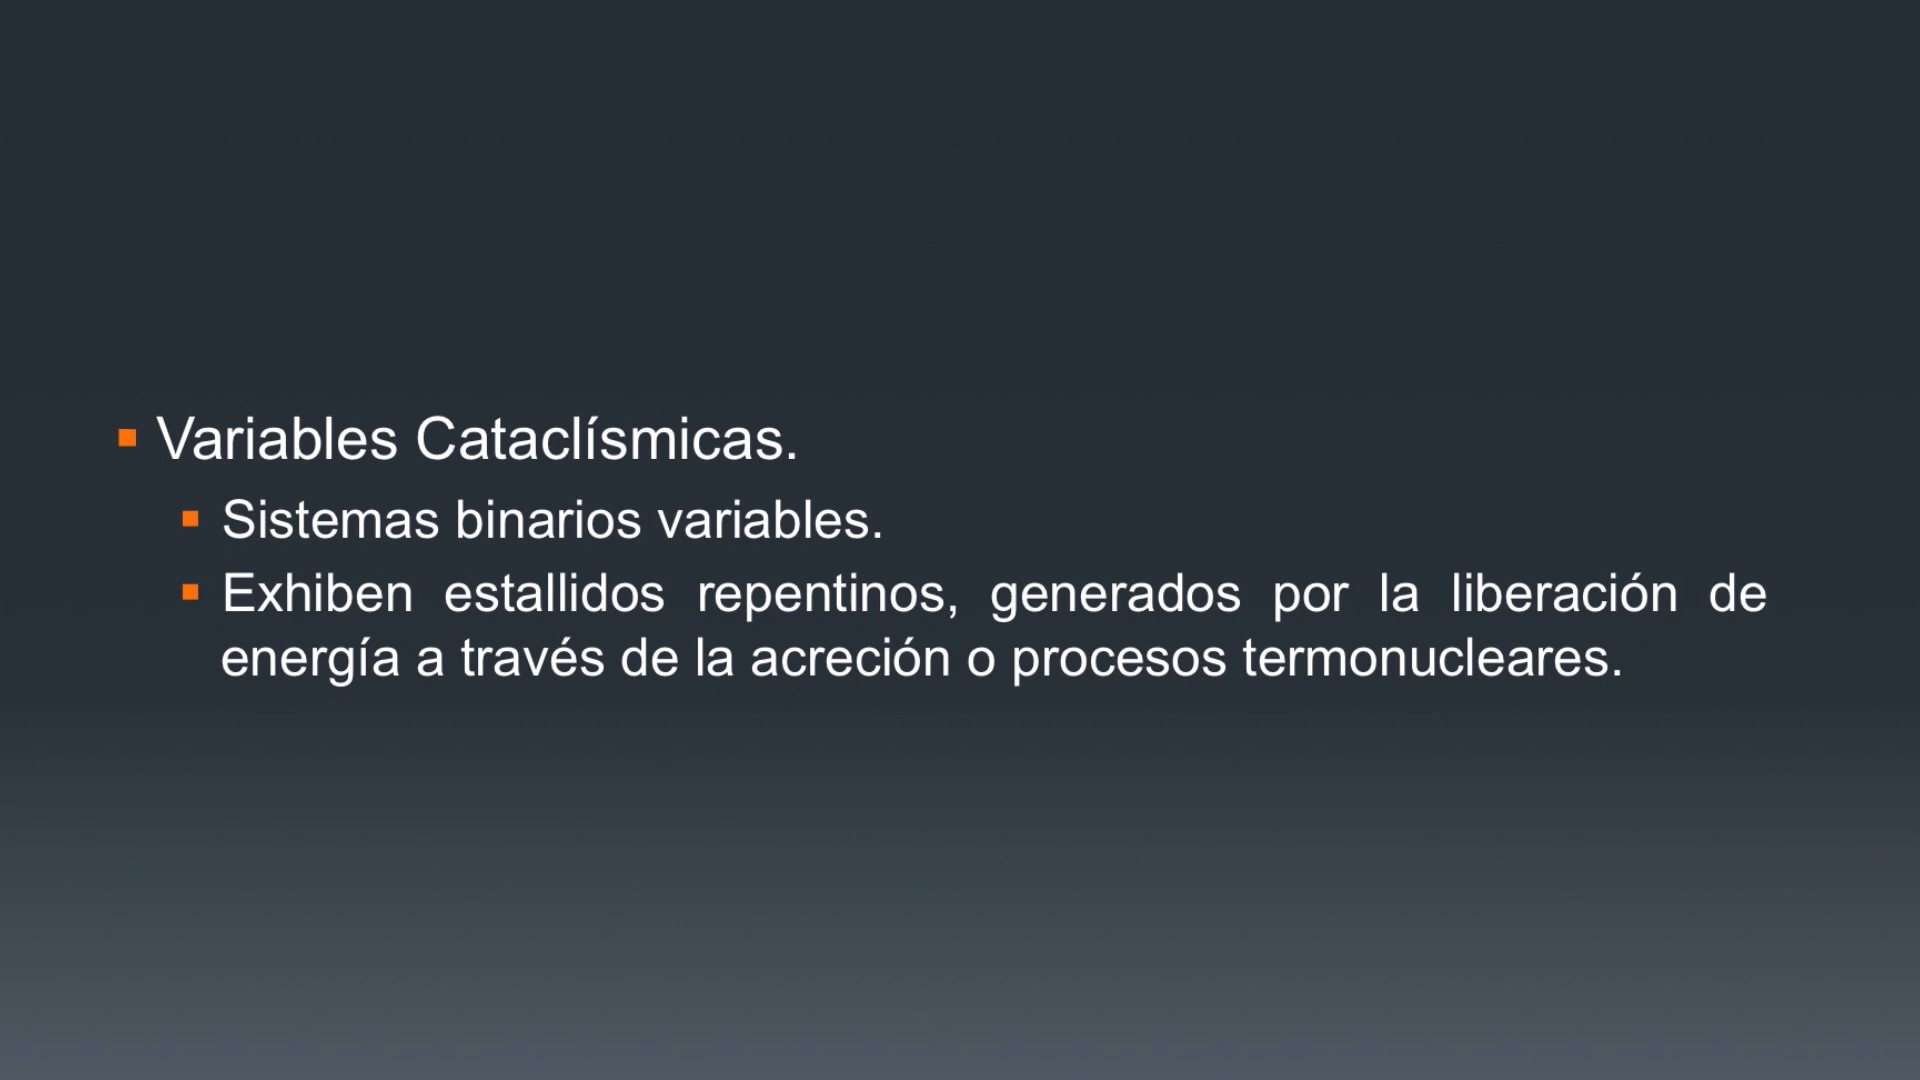 Variables Cataclísmicas.
Sistemas binarios variables.
Exhiben estallidos repentinos, generados por la liberación de
energía a través de la acreción o procesos termonucleares.